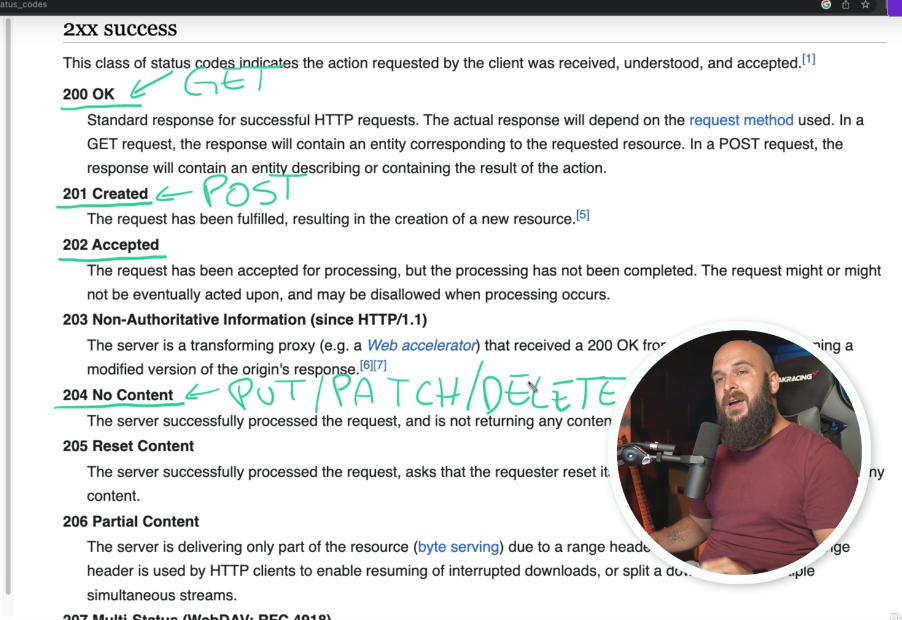 atus_codes
2xx success
This class of status codes indicates the action requested by the client was received, understood, and accepted.[1]
GET
200 OK
Standard response for successful HTTP requests. The actual response will depend on the request method used. In a
GET request, the response will contain an entity corresponding to the requested resource. In a POST request, the
response will contain an entity describing or containing the result of the action.
201 Created
POST
The request has been fulfilled, resulting in the creation of a new resource.[5]
202 Accepted
The request has been accepted for processing, but the processing has not been completed. The request might or might
not be eventually acted upon, and may be disallowed when processing occurs.
203 Non-Authoritative Information (since HTTP/1.1)
The server is a transforming proxy (e.g. a Web accelerator) that received a 200 OK from
modified version of the origin's response.[6][7]
204 No Content
PUT/PATCH/DELETE
The server successfully processed the request, and is not returning any conten
205 Reset Content
The server successfully processed the request, asks that the requester reset it
content.
206 Partial Content
The server is delivering only part of the resource (byte serving) due to a range heade
header is used by HTTP clients to enable resuming of interrupted downloads, or split a
simultaneous streams.
207 Multi-Status (WebDAV; RFC 4918)
AKRACING